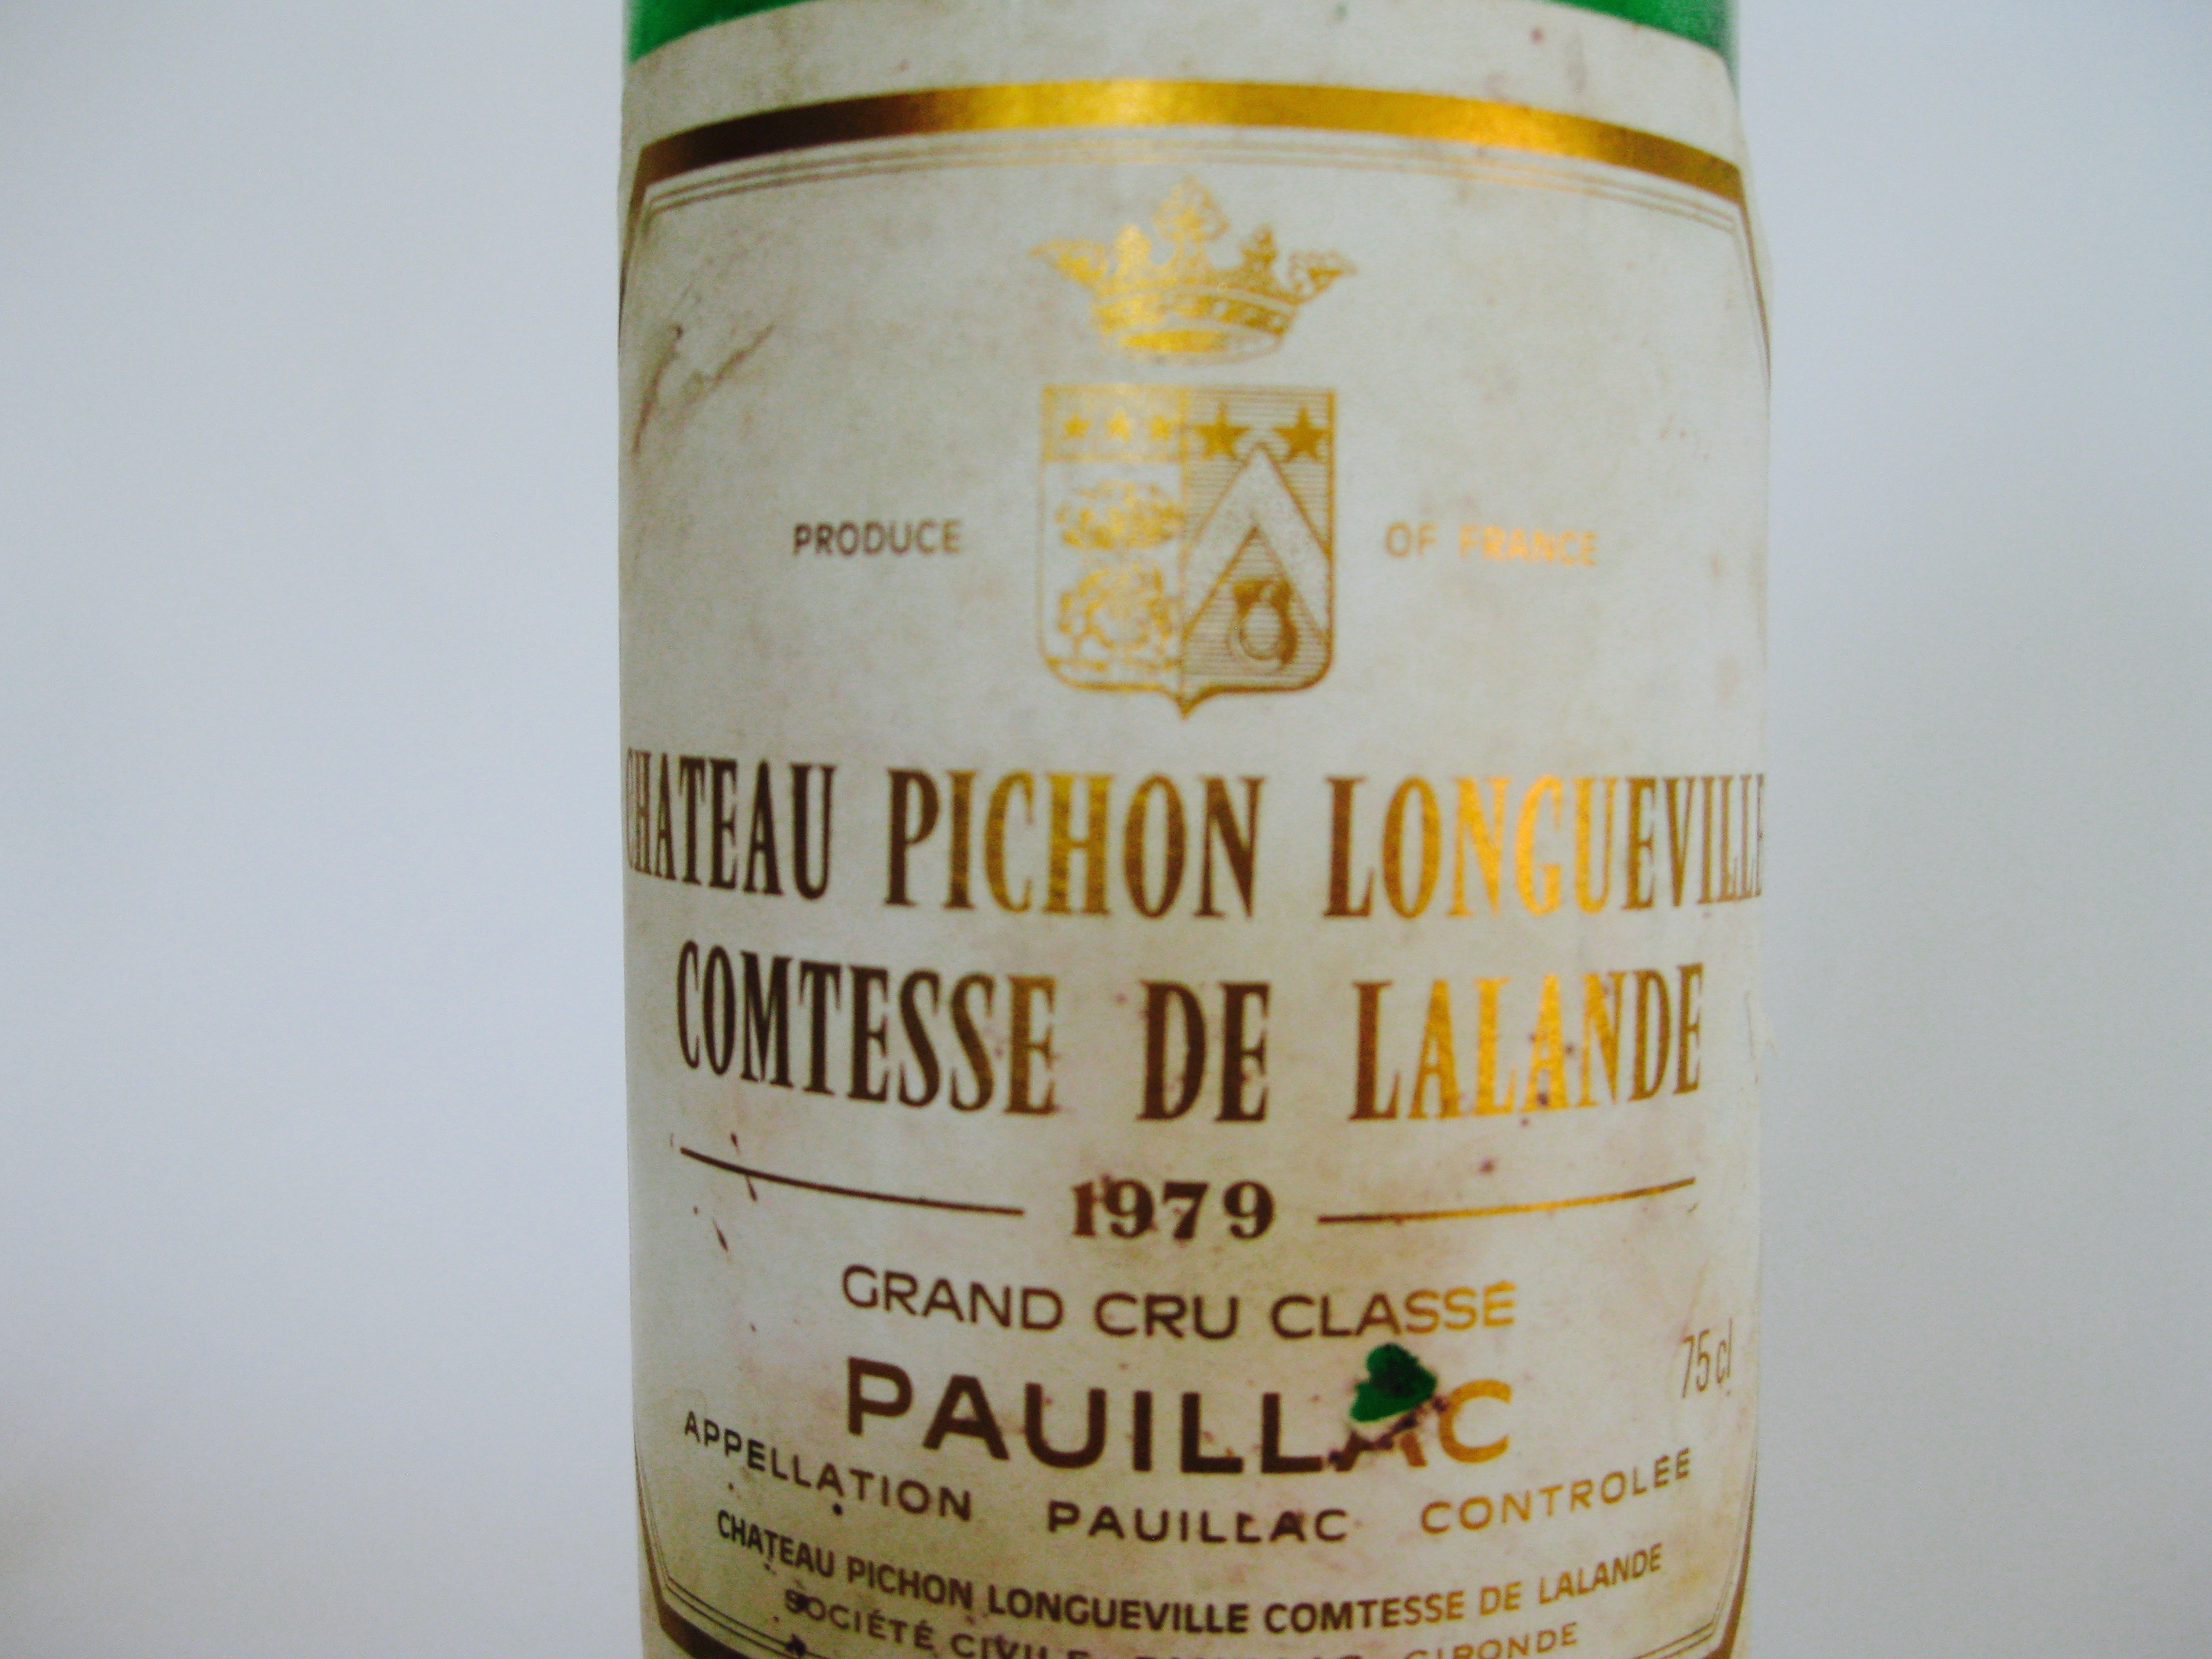 PRODUCE OF FRANCE
CHATEAU PICHON LONGUEVILLE
COMTESSE DE LALANDE
1979
GRAND CRU CLASSÉ
75 cl
PAUILLAC
APPELLATION PAUILLAC CONTROLÉE
CHATEAU PICHON LONGUEVILLE COMTESSE DE LALANDE
SOCIÉTÉ CIVILE GIRONDE